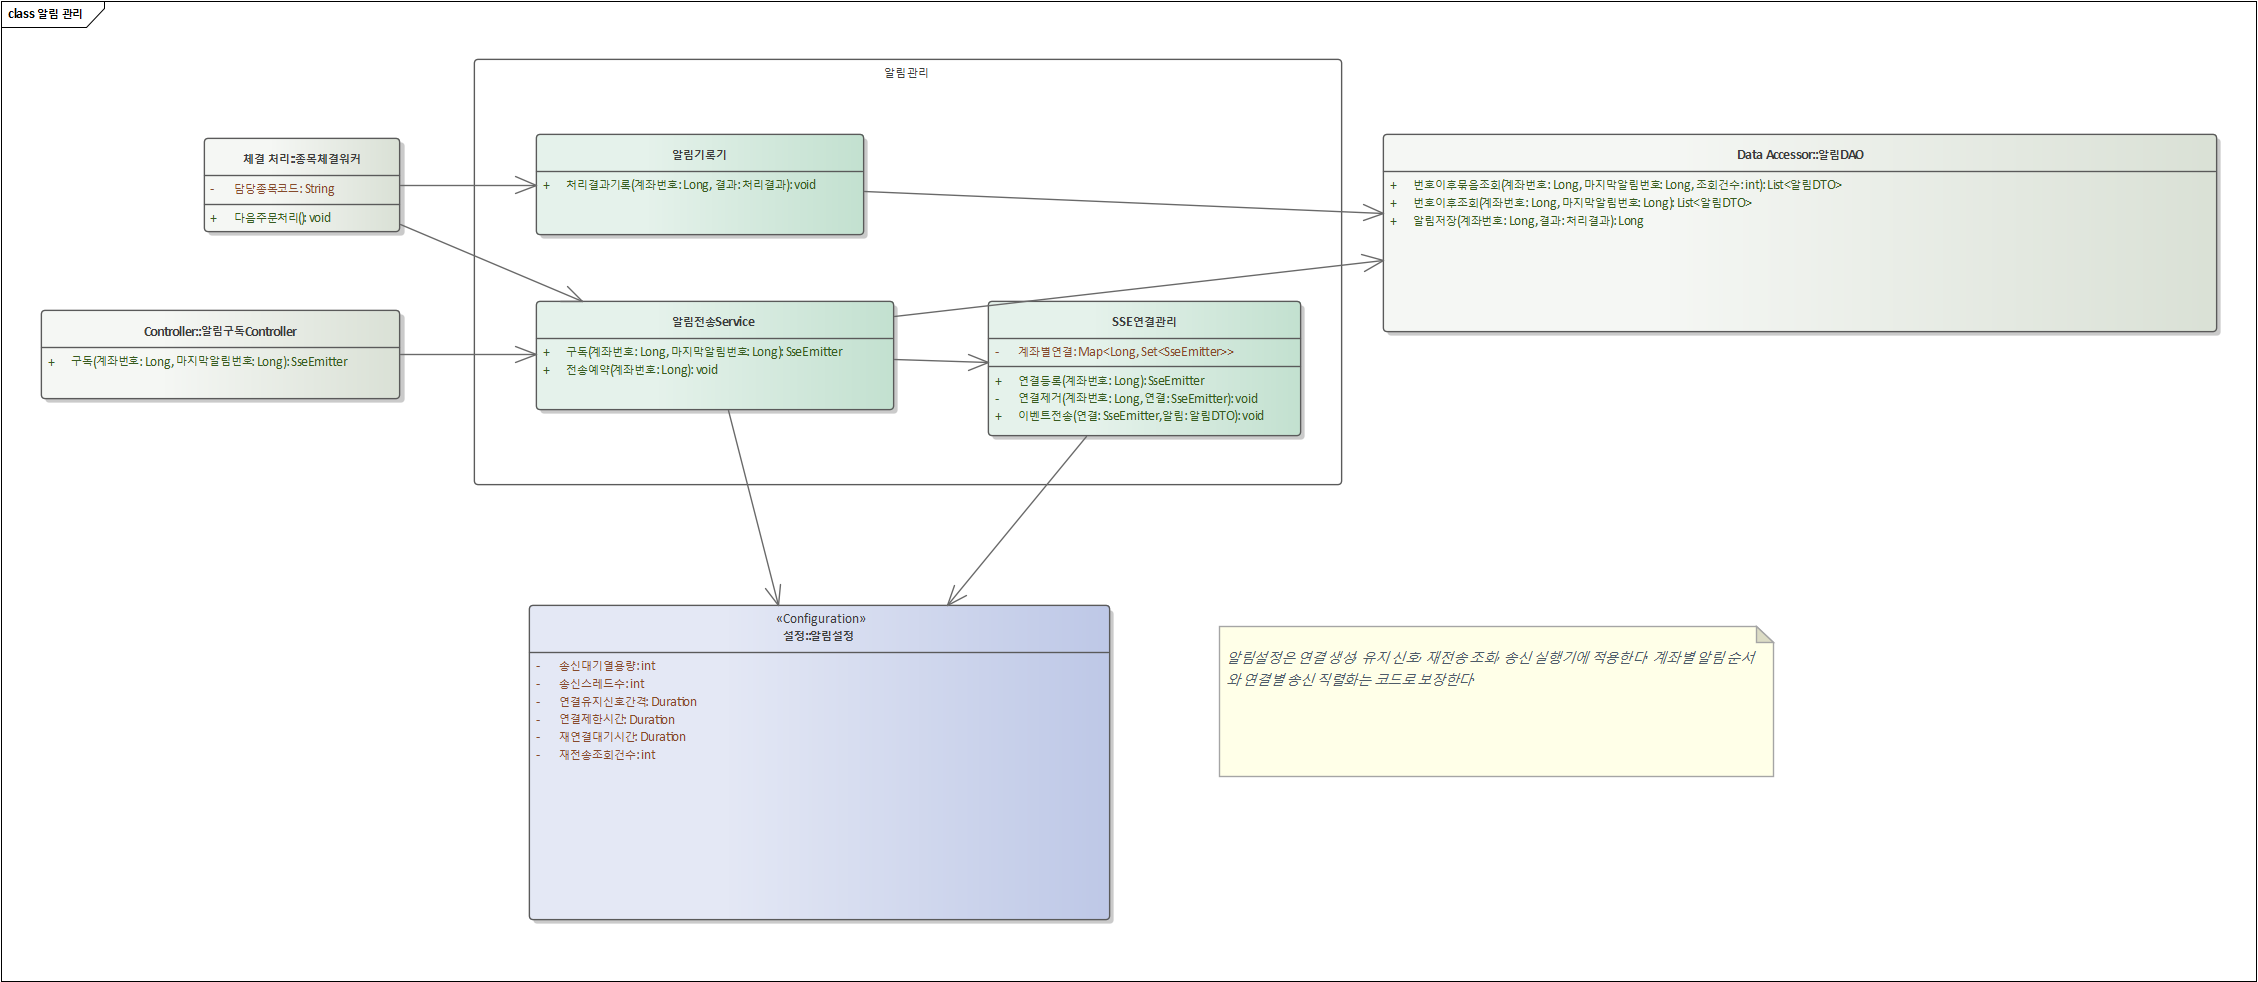 class 알림 관리
알림관리
체결 처리::종목체결워커
- 담당종목코드: String
+ 다음주문처리(): void
알림기록기
+ 처리결과기록(계좌번호: Long, 결과: 처리결과): void
Data Accessor::알림DAO
+ 번호이후묶음조회(계좌번호: Long, 마지막알림번호: Long, 조회건수: int): List<알림DTO>
+ 번호이후조회(계좌번호: Long, 마지막알림번호: Long): List<알림DTO>
+ 알림저장(계좌번호: Long, 결과: 처리결과): Long
Controller::알림구독Controller
+ 구독(계좌번호: Long, 마지막알림번호: Long): SseEmitter
알림전송Service
+ 구독(계좌번호: Long, 마지막알림번호: Long): SseEmitter
+ 전송예약(계좌번호: Long): void
SSE연결관리
- 계좌별연결: Map<Long, Set<SseEmitter>>
+ 연결등록(계좌번호: Long): SseEmitter
- 연결제거(계좌번호: Long, 연결: SseEmitter): void
+ 이벤트전송(연결: SseEmitter, 알림: 알림DTO): void
«Configuration»
설정::알림설정
- 송신대기열용량: int
- 송신스레드수: int
- 연결유지신호간격: Duration
- 연결제한시간: Duration
- 재연결대기시간: Duration
- 재전송조회건수: int
알림설정은 연결 생성, 유지 신호, 재전송 조회, 송신 실행기에 적용한다. 계좌별 알림 순서
와 연결별 송신 직렬화는 코드로 보장한다.